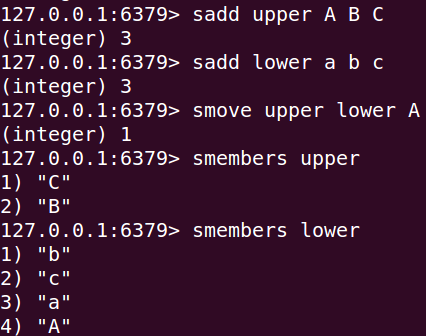 127.0.0.1:6379> sadd upper A B C
(integer) 3
127.0.0.1:6379> sadd lower a b c
(integer) 3
127.0.0.1:6379> smove upper lower A
(integer) 1
127.0.0.1:6379> smembers upper
1) "C"
2) "B"
127.0.0.1:6379> smembers lower
1) "b"
2) "c"
3) "a"
4) "A"